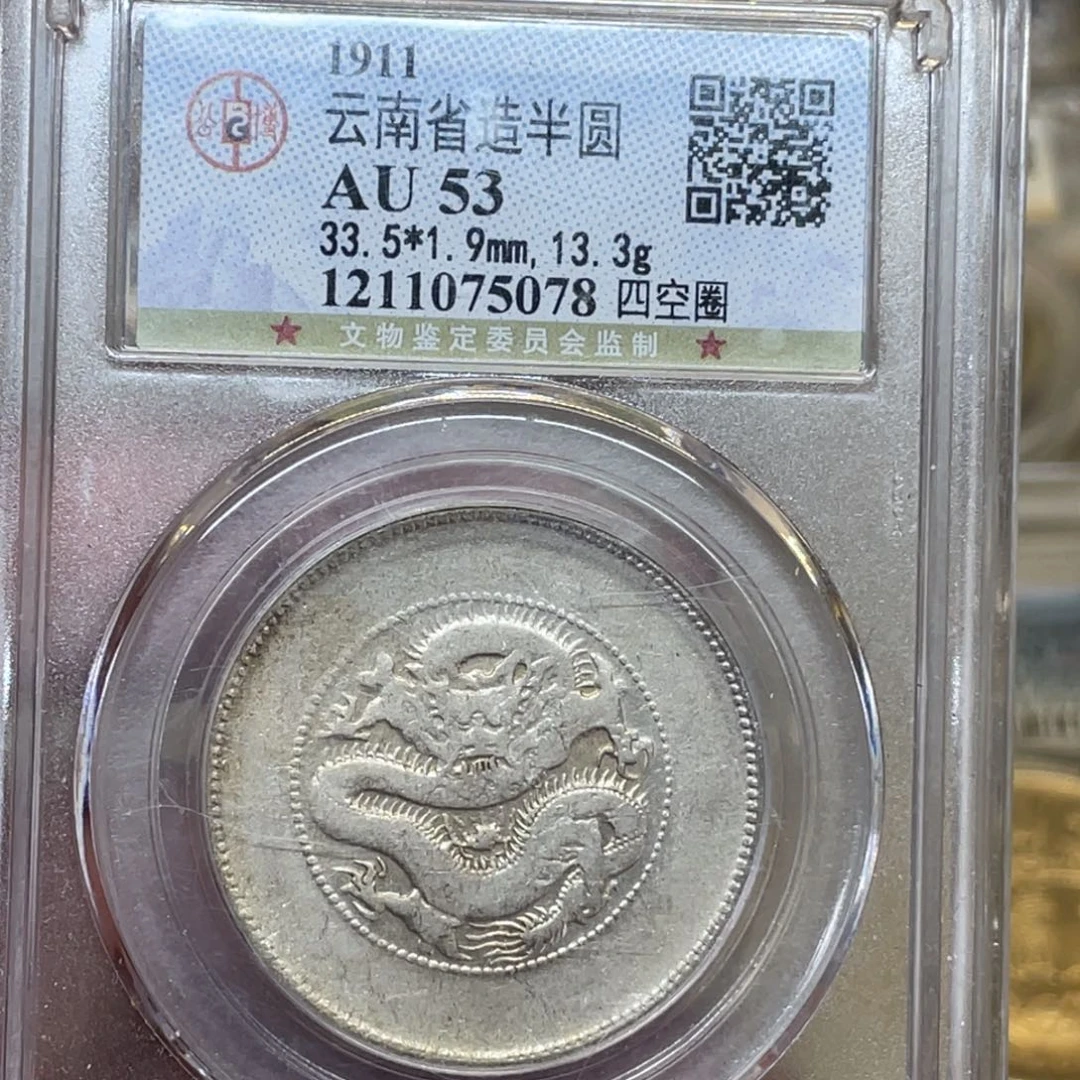 1911
云南省造半圆
AU 53
33.5*1.9mm, 13.3g
1211075078 四空圈
文物鉴定委员会监制